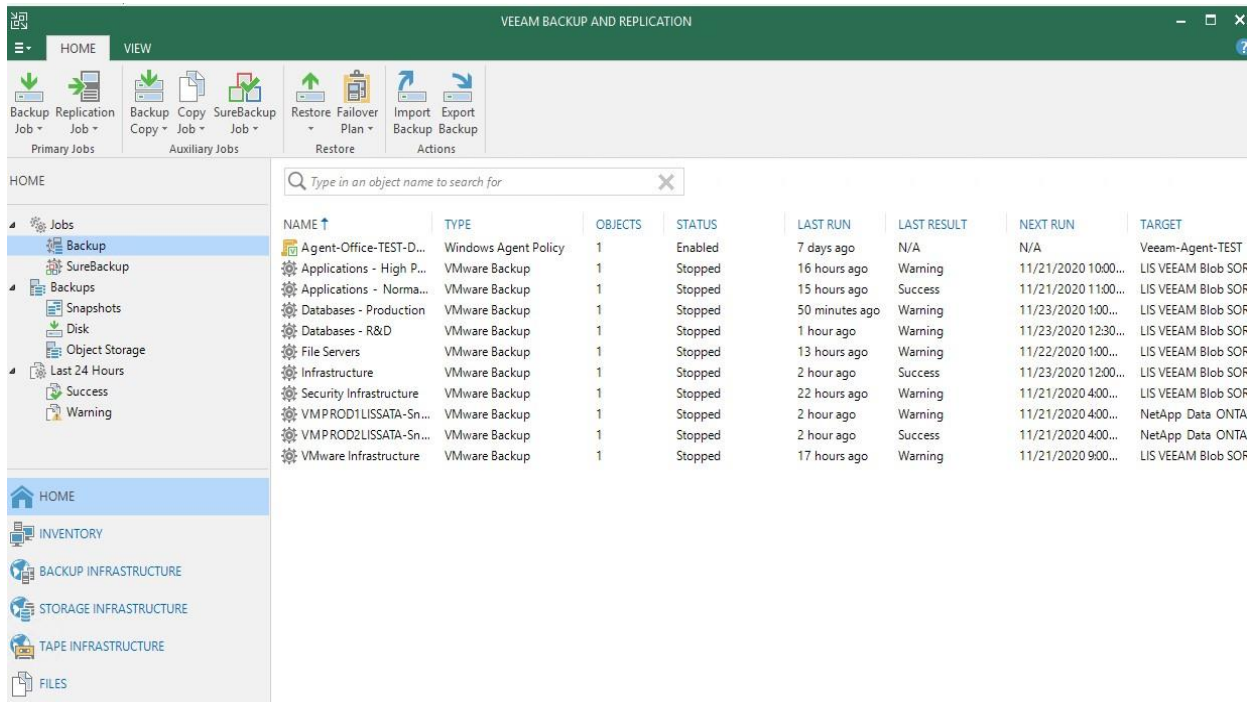 VEEAM BACKUP AND REPLICATION
HOME VIEW
Backup Replication Backup Copy SureBackup Restore Failover Import Export
Job Job Copy Job Job Plan Backup Backup
Primary Jobs Auxiliary Jobs Restore Actions
HOME
Type in an object name to search for
Jobs
Backup
SureBackup
Backups
Snapshots
Disk
Object Storage
Last 24 Hours
Success
Warning
HOME
INVENTORY
BACKUP INFRASTRUCTURE
STORAGE INFRASTRUCTURE
TAPE INFRASTRUCTURE
FILES
NAME ↑ TYPE OBJECTS STATUS LAST RUN LAST RESULT NEXT RUN TARGET
Agent-Office-TEST-D... Windows Agent Policy 1 Enabled 7 days ago N/A N/A Veeam-Agent-TEST
Applications - High P... VMware Backup 1 Stopped 16 hours ago Warning 11/21/2020 10:00... LIS VEEAM Blob SOR
Applications - Norma... VMware Backup 1 Stopped 15 hours ago Success 11/21/2020 11:00... LIS VEEAM Blob SOR
Databases - Production VMware Backup 1 Stopped 50 minutes ago Warning 11/23/2020 1:00... LIS VEEAM Blob SOR
Databases - R&D VMware Backup 1 Stopped 1 hour ago Warning 11/23/2020 12:30... LIS VEEAM Blob SOR
File Servers VMware Backup 1 Stopped 13 hours ago Warning 11/22/2020 1:00... LIS VEEAM Blob SOR
Infrastructure VMware Backup 1 Stopped 2 hour ago Success 11/23/2020 12:00... LIS VEEAM Blob SOR
Security Infrastructure VMware Backup 1 Stopped 22 hours ago Warning 11/21/2020 4:00... LIS VEEAM Blob SOR
VMPROD1LISSATA-Sn... VMware Backup 1 Stopped 2 hour ago Warning 11/21/2020 4:00... NetApp Data ONTA
VMPROD2LISSATA-Sn... VMware Backup 1 Stopped 2 hour ago Success 11/21/2020 4:00... NetApp Data ONTA
VMware Infrastructure VMware Backup 1 Stopped 17 hours ago Warning 11/21/2020 9:00... LIS VEEAM Blob SOR